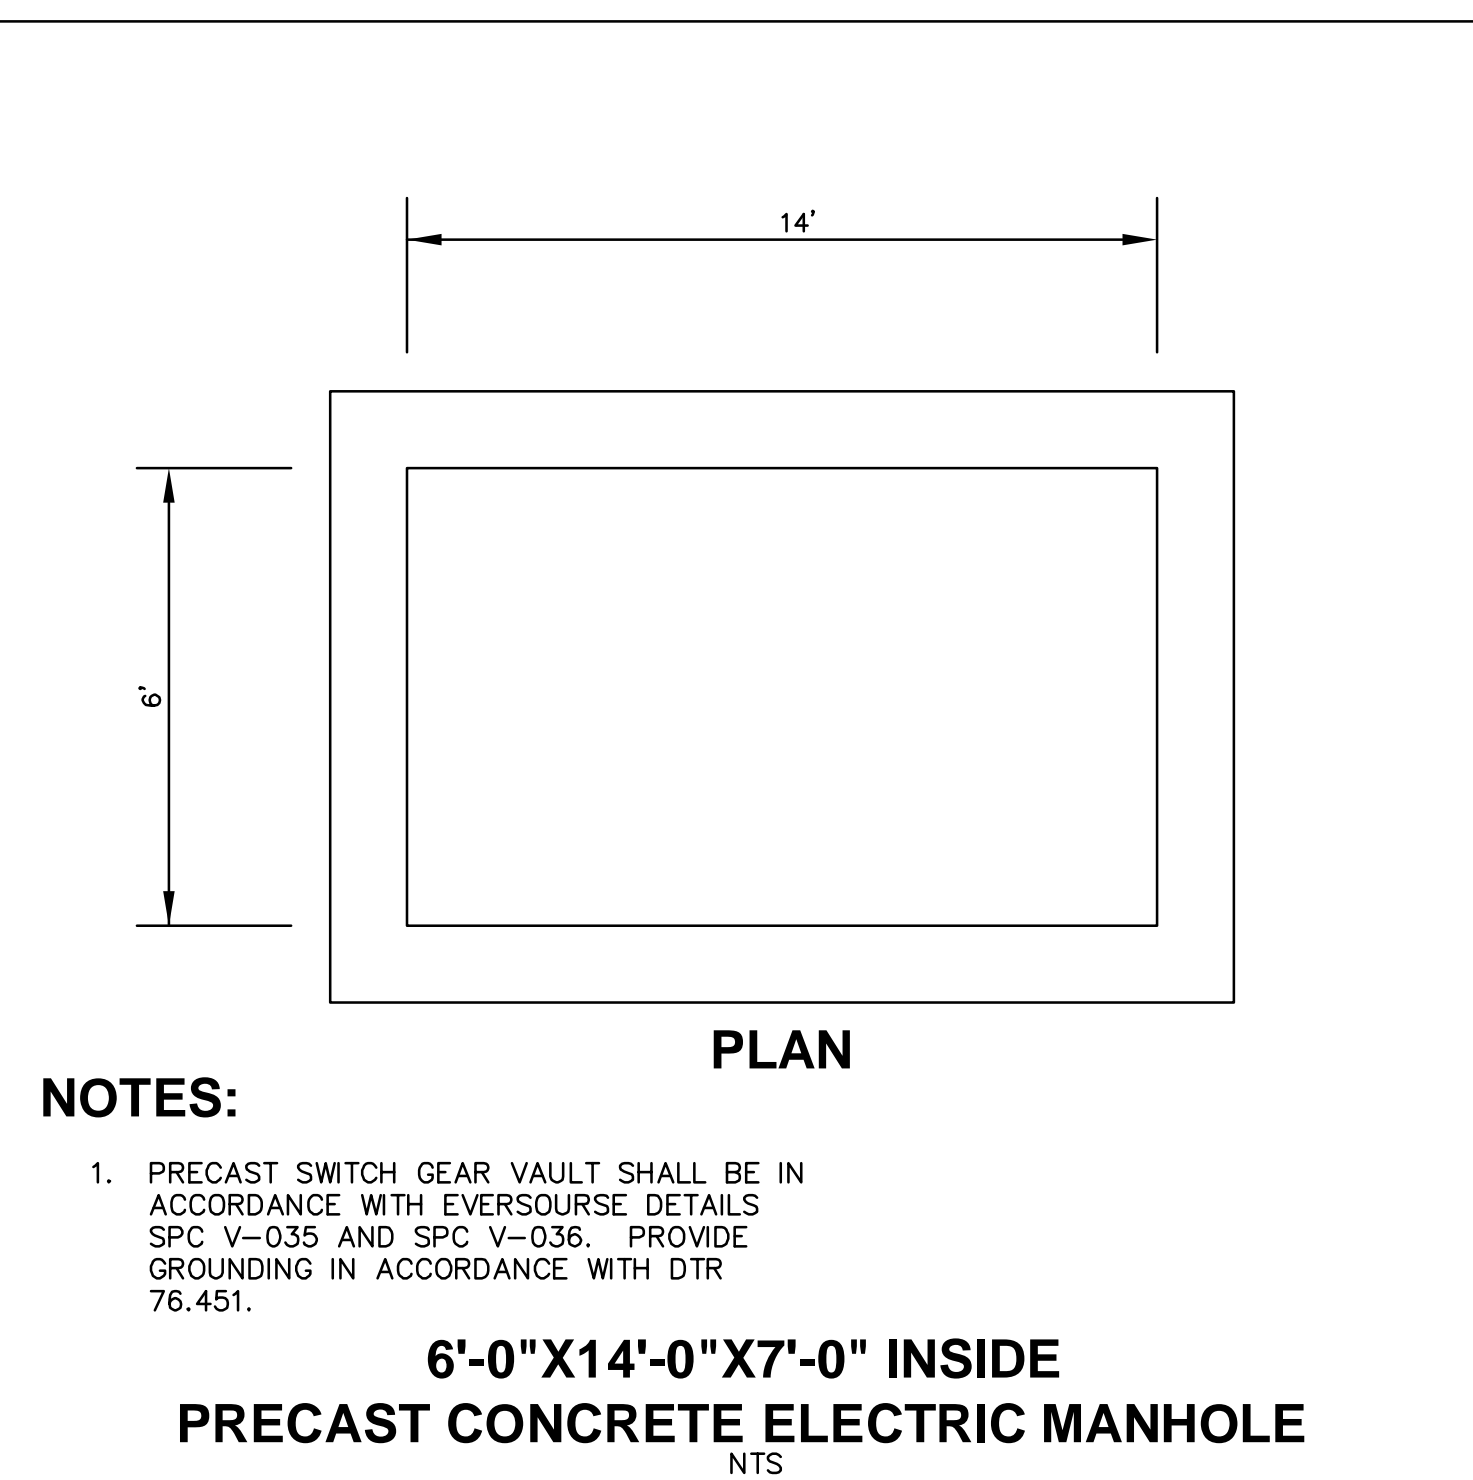 14'
6'
PLAN
NOTES:
1. PRECAST SWITCH GEAR VAULT SHALL BE IN
ACCORDANCE WITH EVERSOURSE DETAILS
SPC V-035 AND SPC V-036. PROVIDE
GROUNDING IN ACCORDANCE WITH DTR
76.451.
6'-0"X14'-0"X7'-0" INSIDE
PRECAST CONCRETE ELECTRIC MANHOLE
NTS